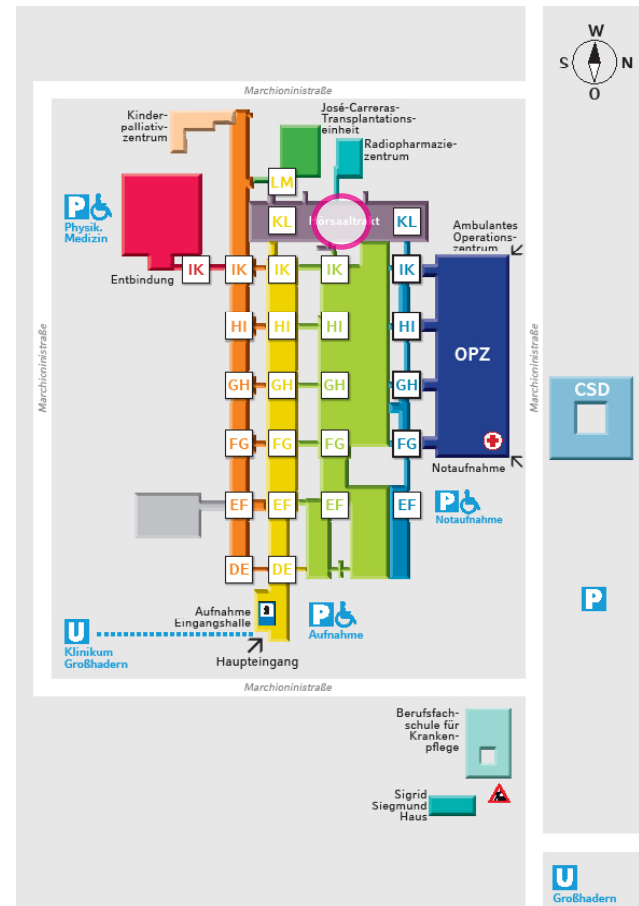 W
S
N
O
Marchioninistraße
Kinder-
palliativ-
zentrum
José-Carreras-
Transplantations-
einheit
Radiopharmazie-
zentrum
LM
P
Physik.
Medizin
KL
Hörsaaltrakt
KL
Ambulantes
Operations-
zentrum
Entbindung
IK
IK
IK
IK
IK
HI
HI
HI
HI
Marchioninistraße
OPZ
Marchioninistraße
CSD
GH
GH
GH
GH
FG
FG
FG
FG
Notaufnahme
EF
EF
EF
EF
P
Notaufnahme
DE
DE
P
Aufnahme
Eingangshalle
P
Aufnahme
U
Klinikum
Großhadern
Haupteingang
Marchioninistraße
Berufsfach-
schule für
Kranken-
pflege
Sigrid
Siegmund
Haus
U
Großhadern